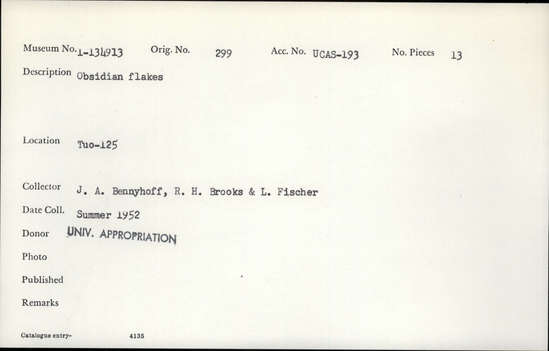 Museum No. 1-134913 Orig. No. 299 Acc. No. UCAS-193 No. Pieces 13
Description Obsidian flakes
Location Tuo-125
Collector J. A. Bennyhoff, R. H. Brooks & L. Fischer
Date Coll. Summer 1952
Donor UNIV. APPROPRIATION
Photo
Published
Remarks
Catalogue entry- 4135